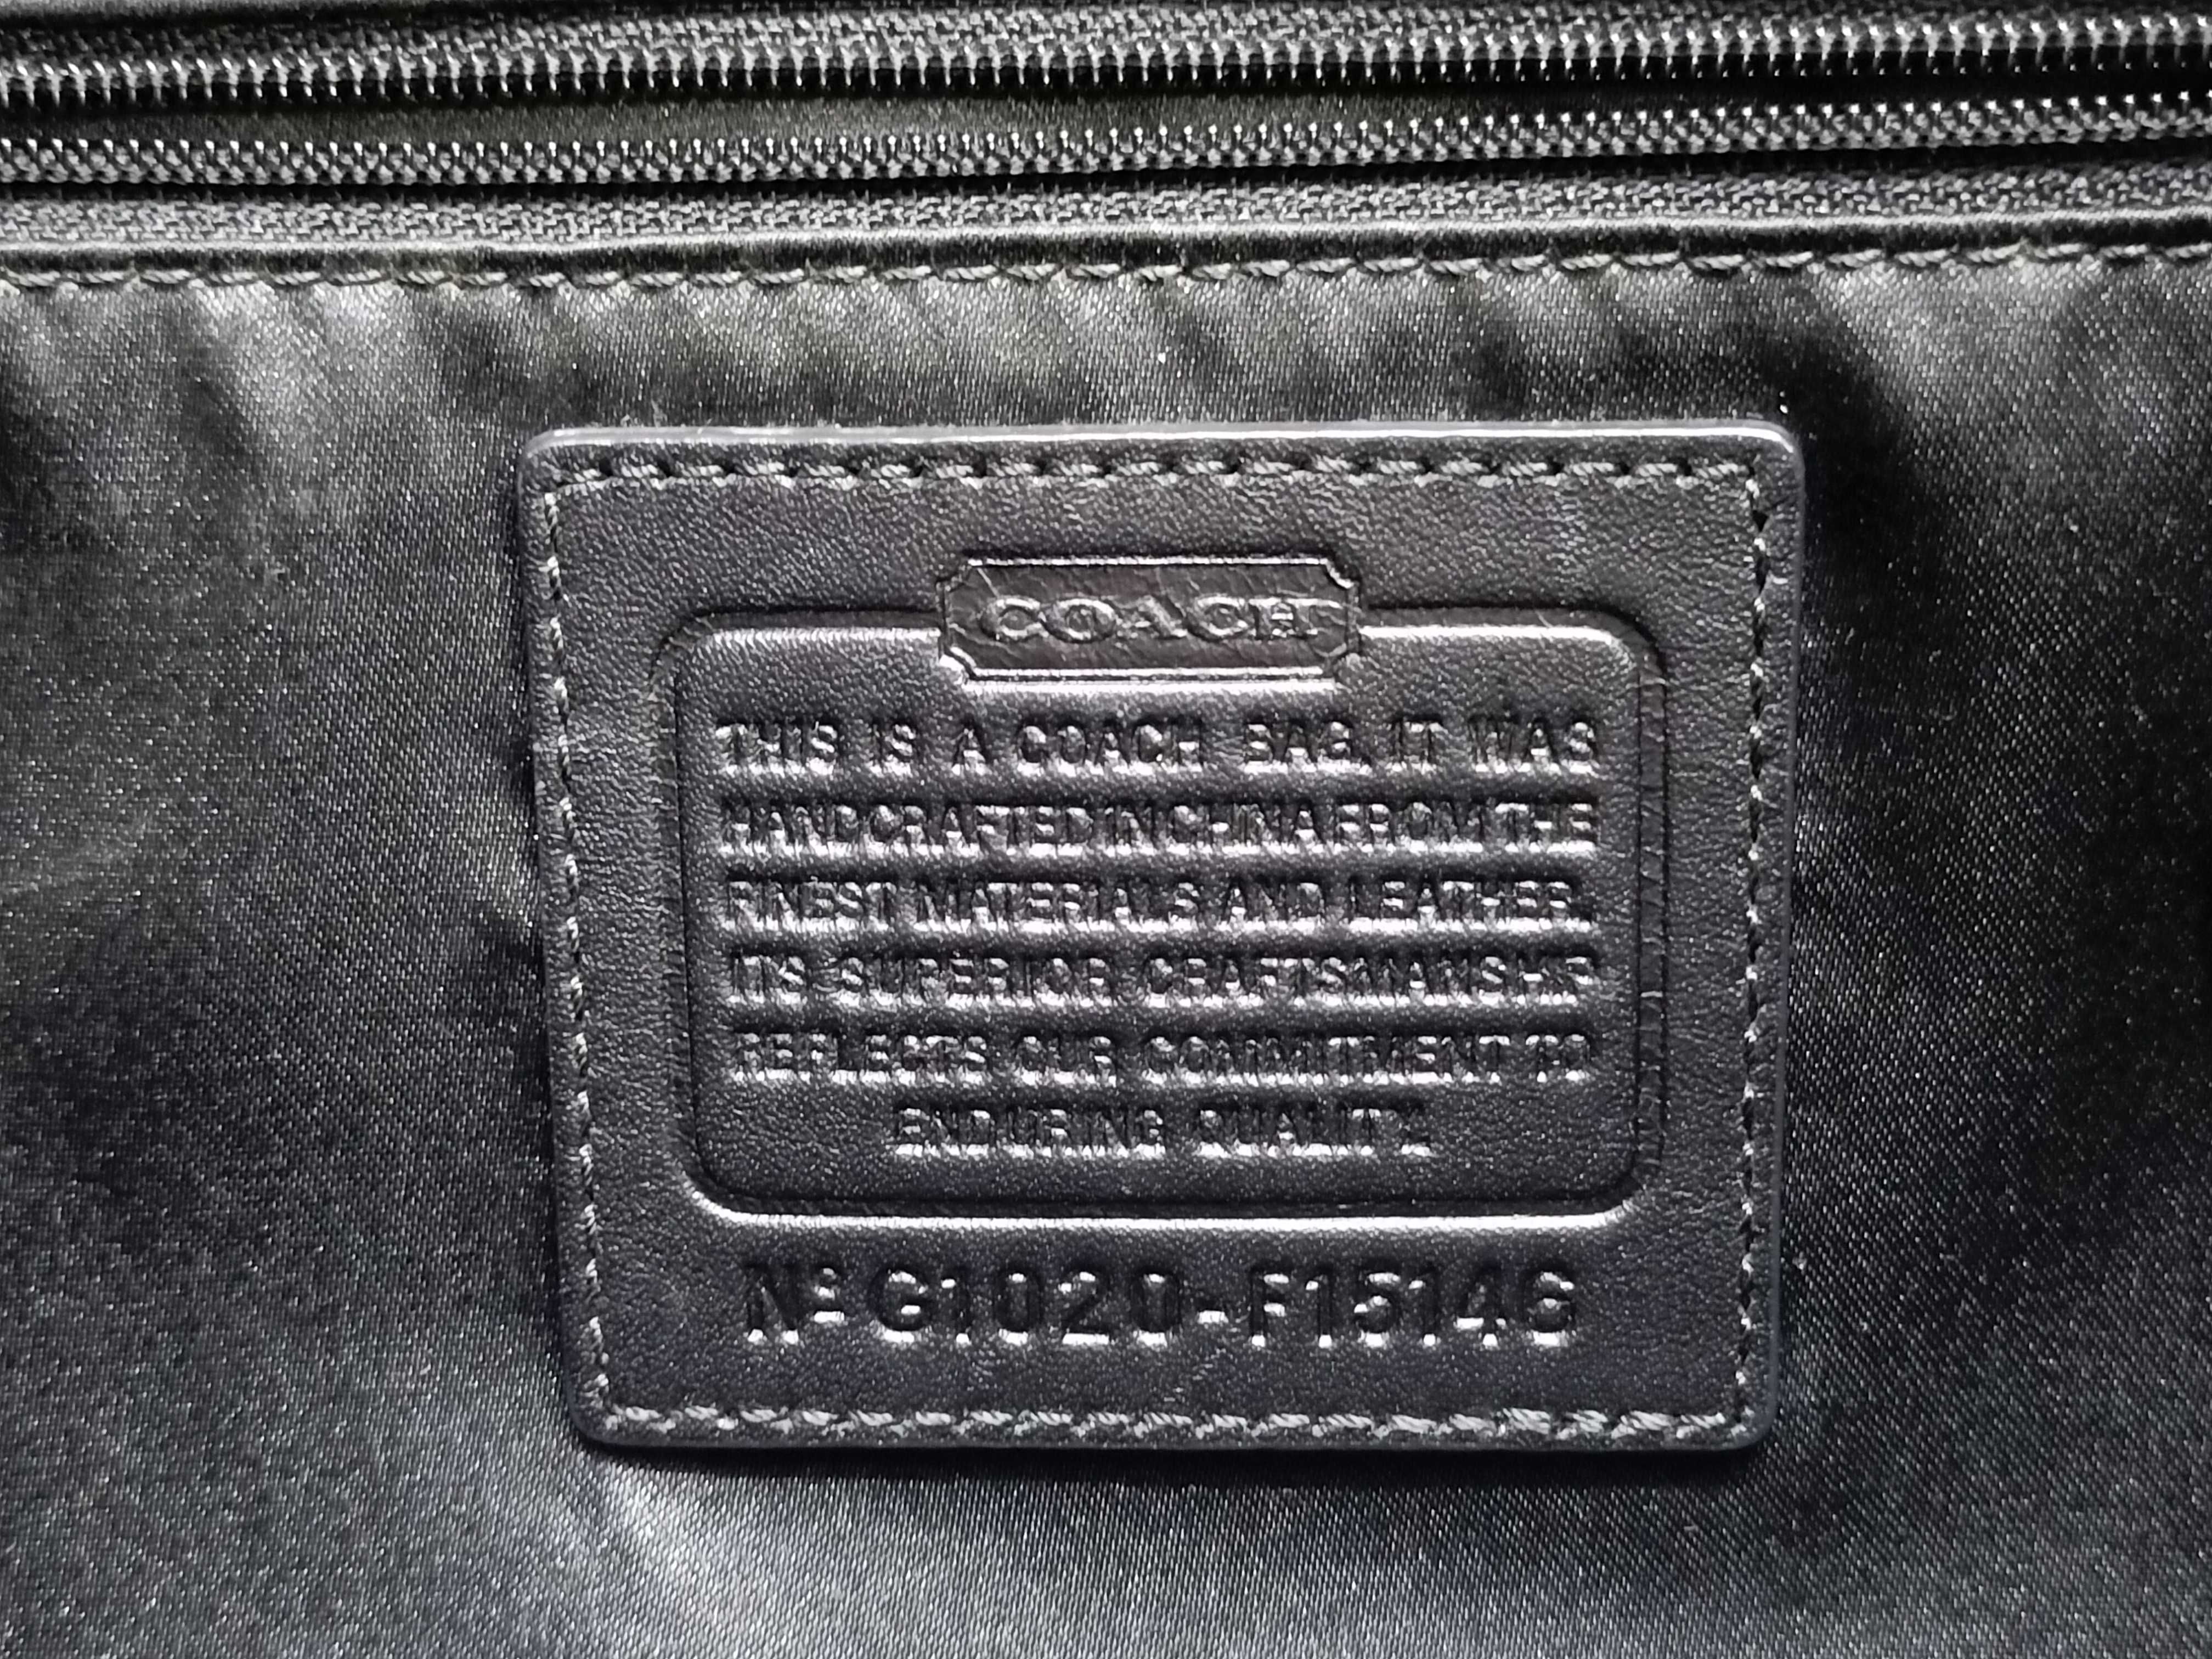 COACH
THIS IS A COACH BAG. IT WAS
HANDCRAFTED IN CHINA FROM THE
FINEST MATERIALS AND LEATHER.
ITS SUPERIOR CRAFTSMANSHIP
REFLECTS OUR COMMITMENT TO
ENDURING QUALITY.
Nº G1020-F15146